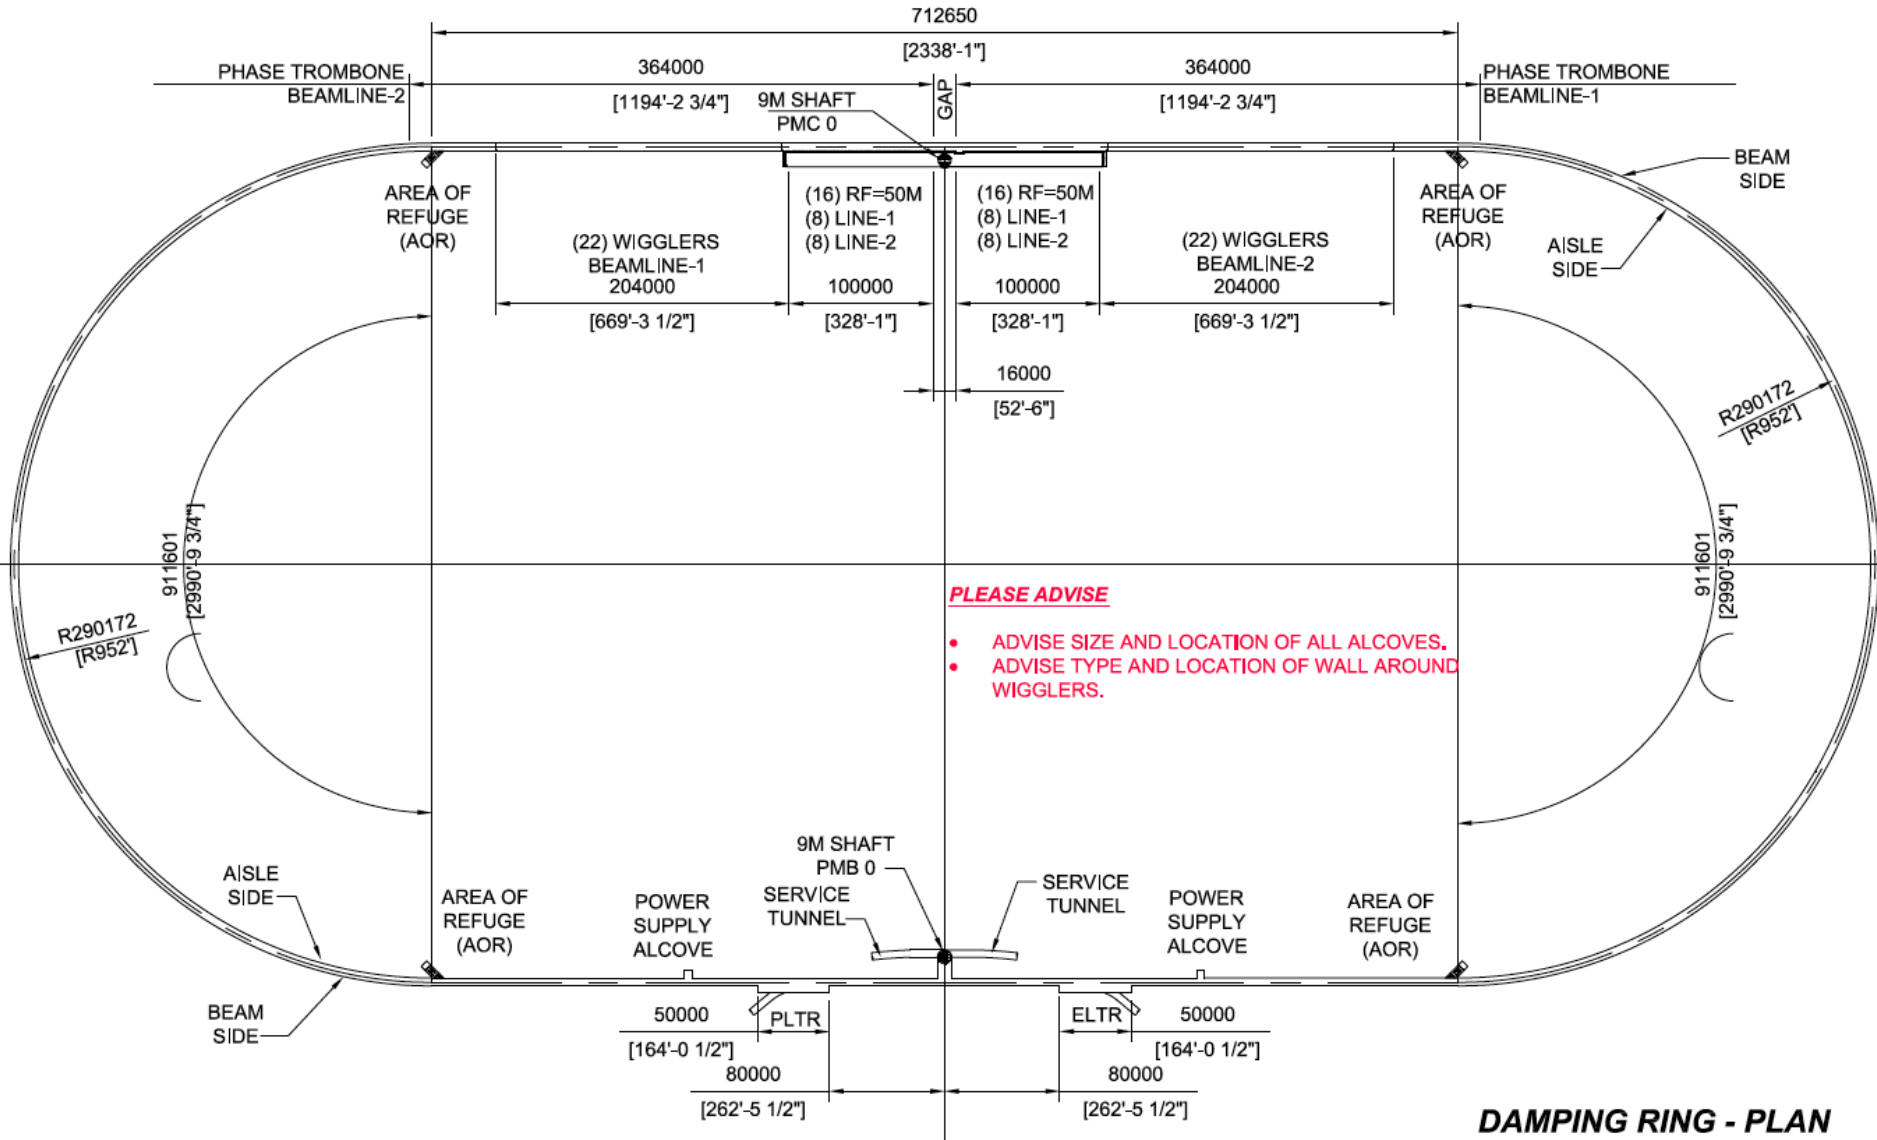 712650
[2338'-1"]
PHASE TROMBONE
BEAMLINE-2
364000
[1194'-2 3/4"]
9M SHAFT
PMC 0
GAP
364000
[1194'-2 3/4"]
PHASE TROMBONE
BEAMLINE-1
BEAM
SIDE
AISLE
SIDE
AREA OF
REFUGE
(AOR)
(22) WIGGLERS
BEAMLINE-1
204000
[669'-3 1/2"]
(16) RF=50M
(8) LINE-1
(8) LINE-2
100000
[328'-1"]
(16) RF=50M
(8) LINE-1
(8) LINE-2
100000
[328'-1"]
(22) WIGGLERS
BEAMLINE-2
204000
[669'-3 1/2"]
AREA OF
REFUGE
(AOR)
16000
[52'-6"]
R290172
[R952']
911601
[2990'-9 3/4"]
911601
[2990'-9 3/4"]
R290172
[R952']
PLEASE ADVISE
• ADVISE SIZE AND LOCATION OF ALL ALCOVES.
• ADVISE TYPE AND LOCATION OF WALL AROUND
WIGGLERS.
AISLE
SIDE
BEAM
SIDE
AREA OF
REFUGE
(AOR)
POWER
SUPPLY
ALCOVE
9M SHAFT
PMB 0
SERVICE
TUNNEL
SERVICE
TUNNEL
POWER
SUPPLY
ALCOVE
AREA OF
REFUGE
(AOR)
50000
[164'-0 1/2"]
PLTR
ELTR
50000
[164'-0 1/2"]
80000
[262'-5 1/2"]
80000
[262'-5 1/2"]
DAMPING RING - PLAN